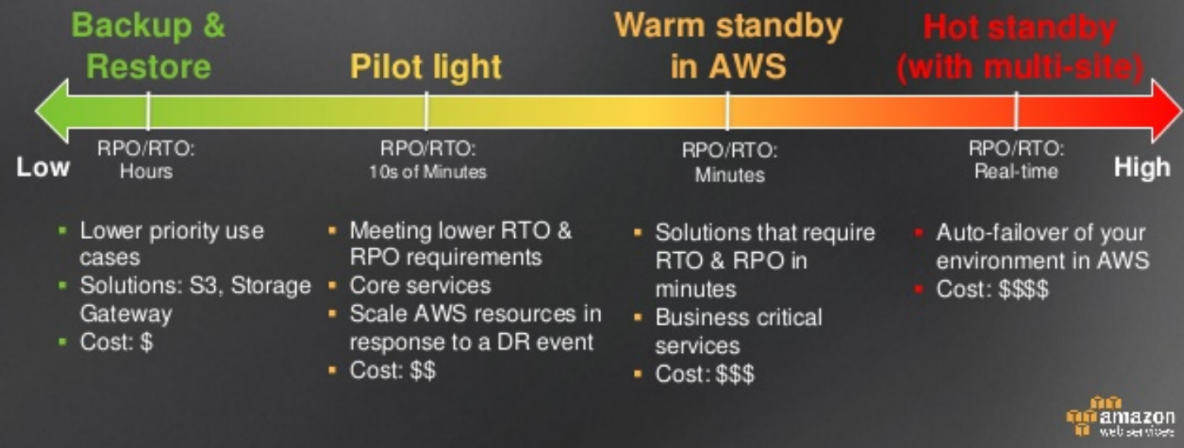 Backup &
Restore
Pilot light
Warm standby
in AWS
Hot standby
(with multi-site)
Low
RPO/RTO:
Hours
RPO/RTO:
10s of Minutes
RPO/RTO:
Minutes
RPO/RTO:
Real-time
High
▪ Lower priority use
cases
▪ Solutions: S3, Storage
Gateway
▪ Cost: $
▪ Meeting lower RTO &
RPO requirements
▪ Core services
▪ Scale AWS resources in
response to a DR event
▪ Cost: $$
▪ Solutions that require
RTO & RPO in
minutes
▪ Business critical
services
▪ Cost: $$$
▪ Auto-failover of your
environment in AWS
▪ Cost: $$$$
amazon
web services